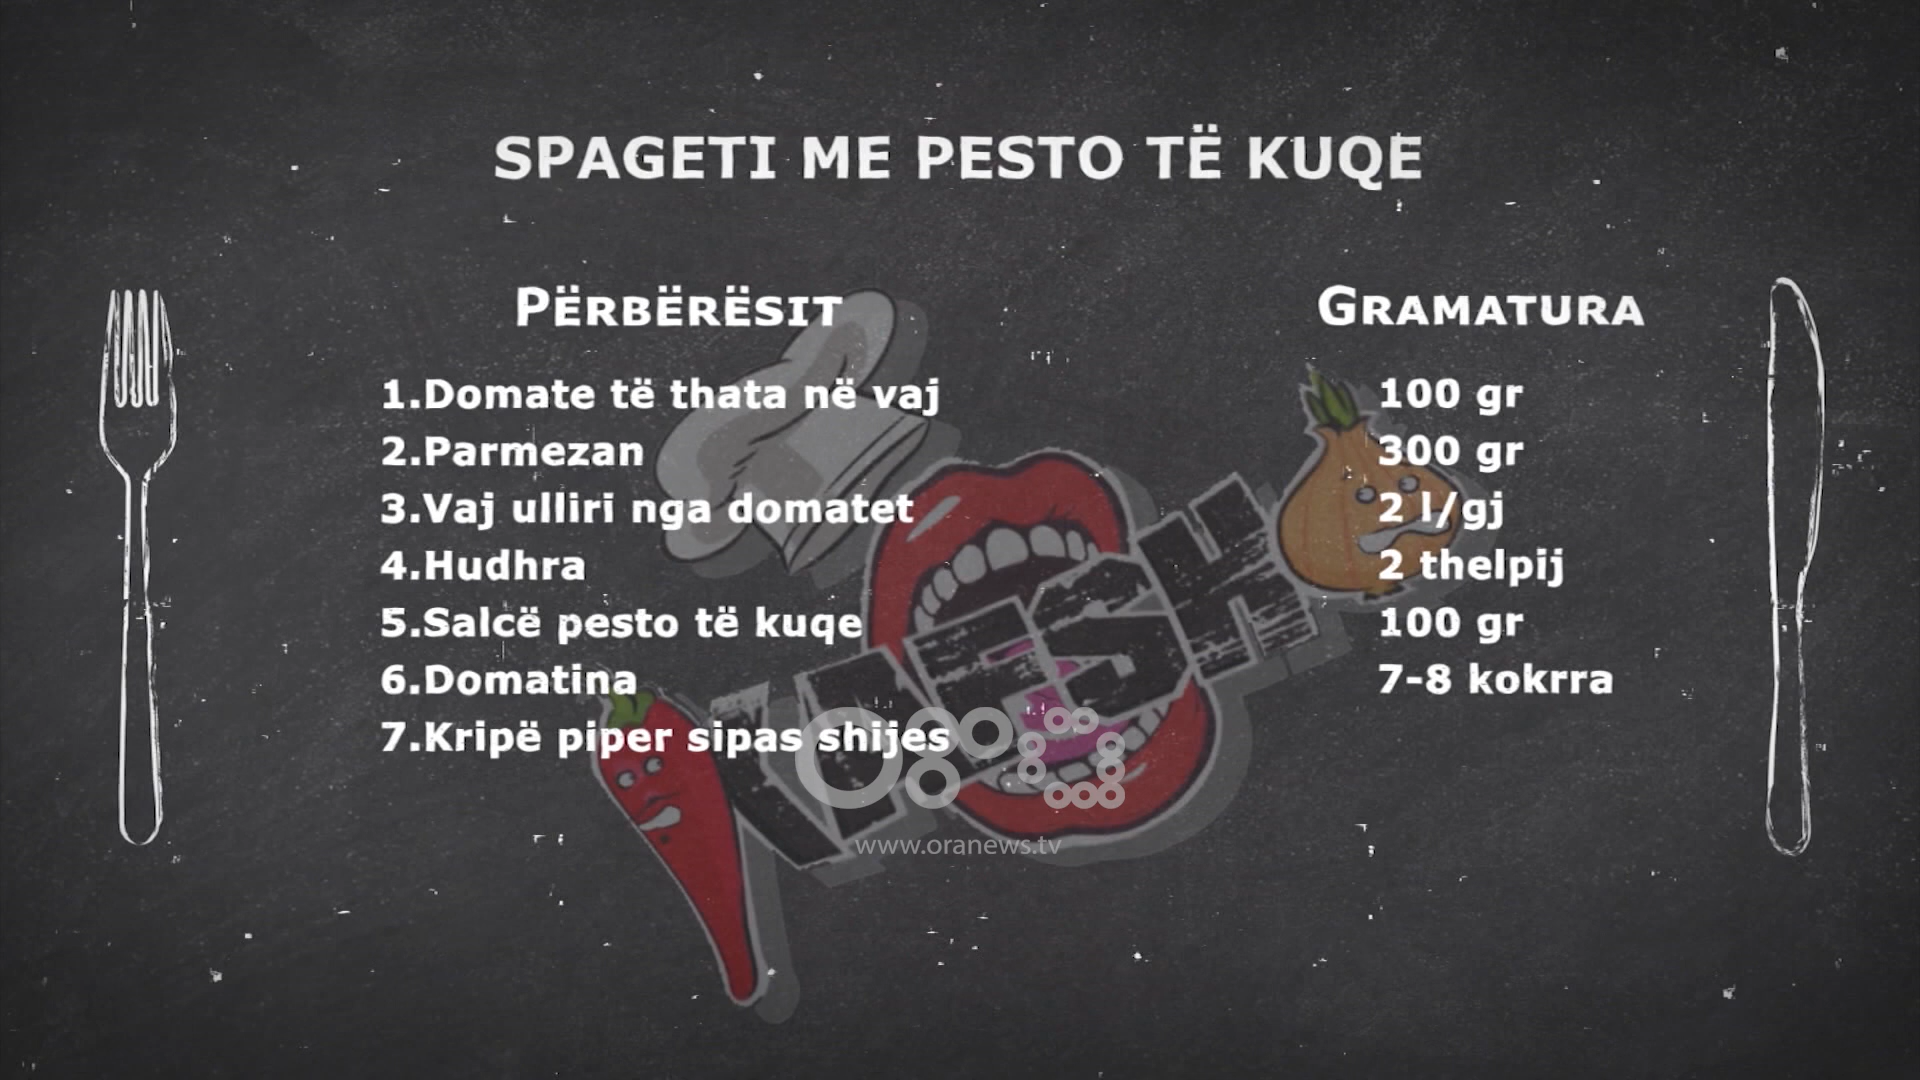 SPAGETI ME PESTO TË KUQE
PËRBËRËSIT GRAMATURA
1.Domate të thata në vaj 100 gr
2.Parmezan 300 gr
3.Vaj ulliri nga domatet 2 l/gj
4.Hudhra 2 thelpij
5.Salcë pesto të kuqe 100 gr
6.Domatina 7-8 kokrra
7.Kripë piper sipas shijes
KAFSHO
www.oranews.tv